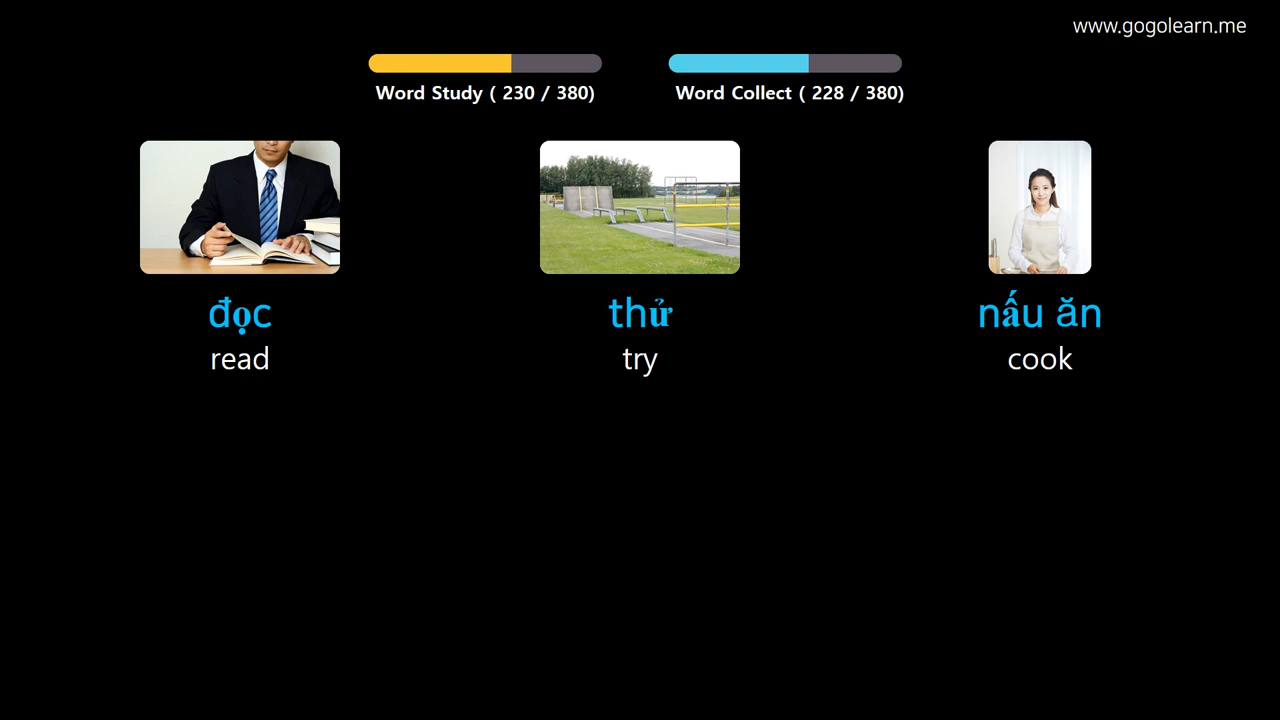 www.gogolearn.me
Word Study ( 230 / 380)
Word Collect ( 228 / 380)
đọc
thử
nấu ăn
read
try
cook